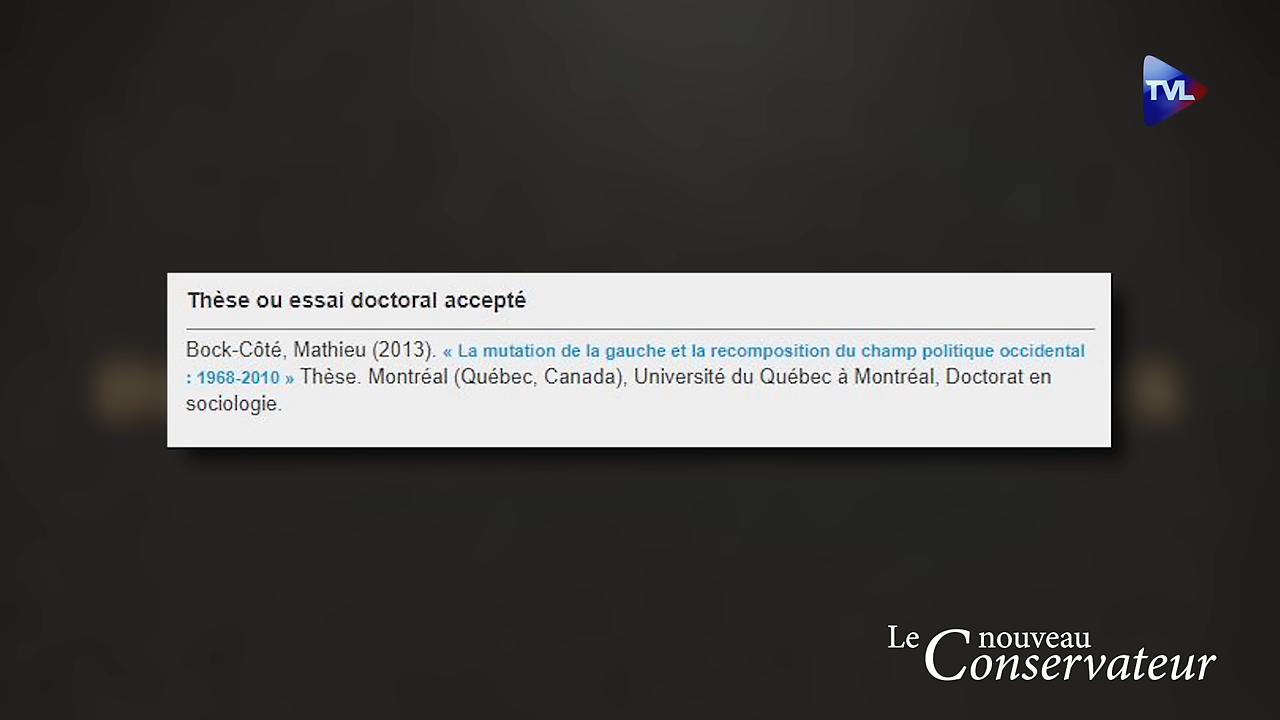 TVL
Thèse ou essai doctoral accepté
Bock-Côté, Mathieu (2013). « La mutation de la gauche et la recomposition du champ politique occidental
: 1968-2010 » Thèse. Montréal (Québec, Canada), Université du Québec à Montréal, Doctorat en
sociologie.
Le nouveau
Conservateur